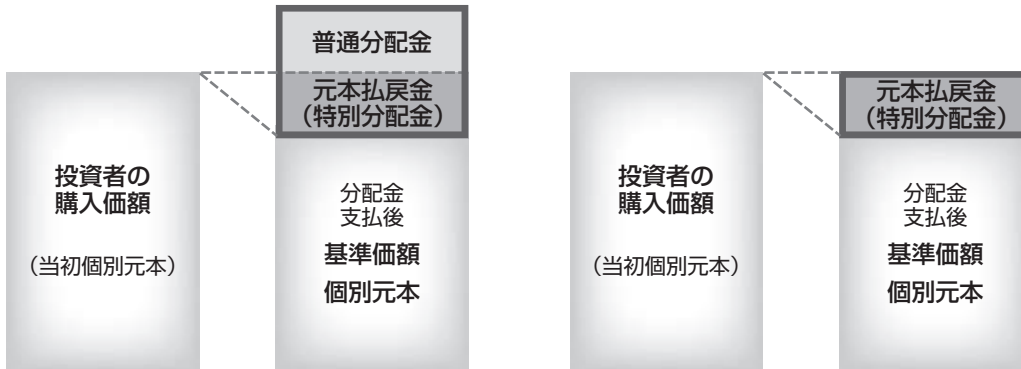 普通分配金
元本払戻金
（特別分配金）
投資者の
購入価額
（当初個別元本）
分配金
支払後
基準価額
個別元本
元本払戻金
（特別分配金）
投資者の
購入価額
（当初個別元本）
分配金
支払後
基準価額
個別元本